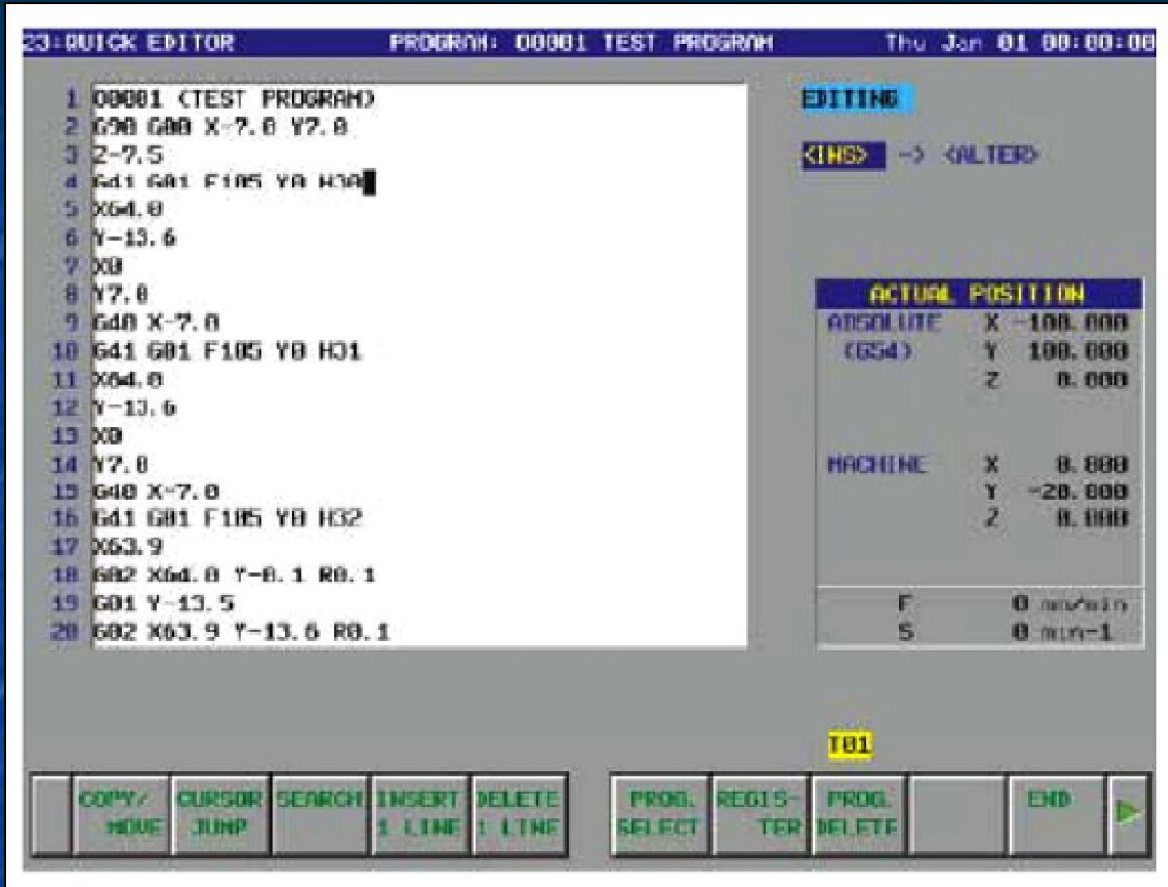 23:QUICK EDITOR PROGRAM: O0001 TEST PROGRAM Thu Jan 01 00:00:00
1 O0001 (TEST PROGRAM)
2 G90 G00 X-7.0 Y7.0
3 Z-7.5
4 G41 G01 F105 Y0 H30
5 X64.0
6 Y-13.6
7 X0
8 Y7.0
9 G40 X-7.0
10 G41 G01 F105 Y0 H31
11 X64.0
12 Y-13.6
13 X0
14 Y7.0
15 G40 X-7.0
16 G41 G01 F105 Y0 H32
17 X63.9
18 G02 X64.0 Y-0.1 R0.1
19 G01 Y-13.5
20 G02 X63.9 Y-13.6 R0.1
EDITING
<INS> -> <ALTER>
ACTUAL POSITION
ABSOLUTE X -100.000
(G54) Y 100.000
Z 0.000
MACHINE X 0.000
Y -20.000
Z 0.000
F 0 mm/min
S 0 min-1
T01
COPY/ MOVE
CURSOR JUMP
SEARCH
INSERT 1 LINE
DELETE 1 LINE
PROG. SELECT
REGIS- TER
PROG. DELETE
END